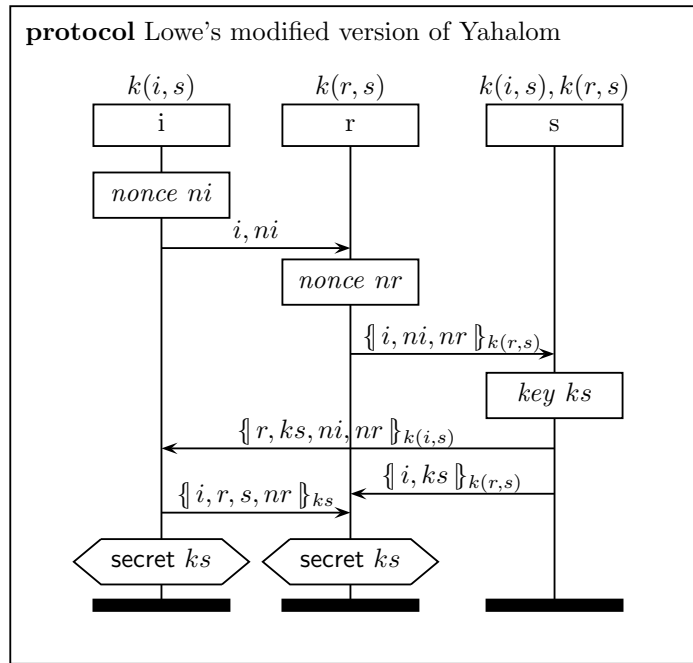 protocol Lowe's modified version of Yahalom
k(i, s) k(r, s) k(i, s), k(r, s)
i r s
nonce ni
i, ni
nonce nr
{| i, ni, nr |}k(r,s)
key ks
{| r, ks, ni, nr |}k(i,s)
{| i, ks |}k(r,s)
{| i, r, s, nr |}ks
secret ks secret ks